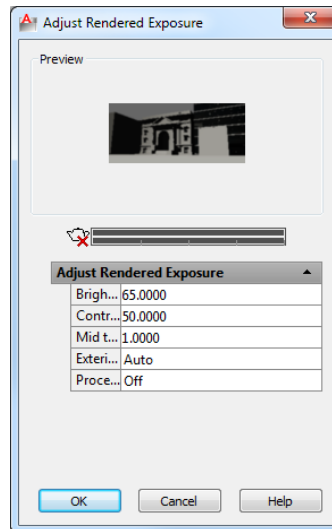 Adjust Rendered Exposure
Preview
Adjust Rendered Exposure
Brigh... 65.0000
Contr... 50.0000
Mid t... 1.0000
Exteri... Auto
Proce... Off
OK Cancel Help